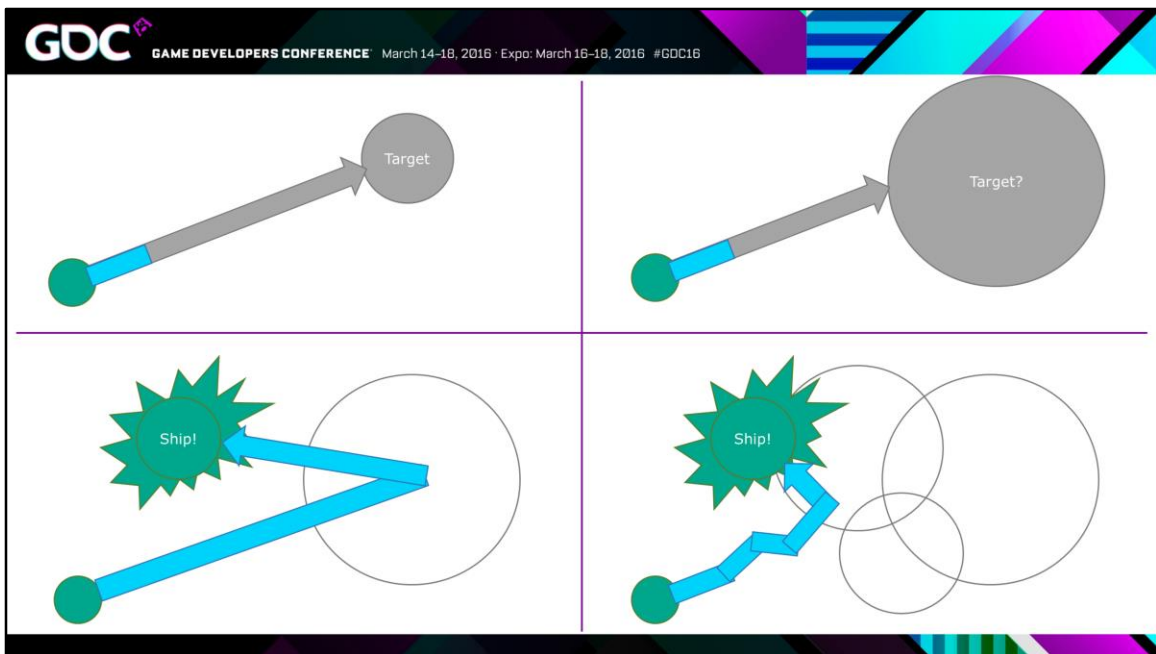 GDC
GAME DEVELOPERS CONFERENCE® March 14–18, 2016 · Expo: March 16–18, 2016 #GDC16
Target
Target?
Ship!
Ship!